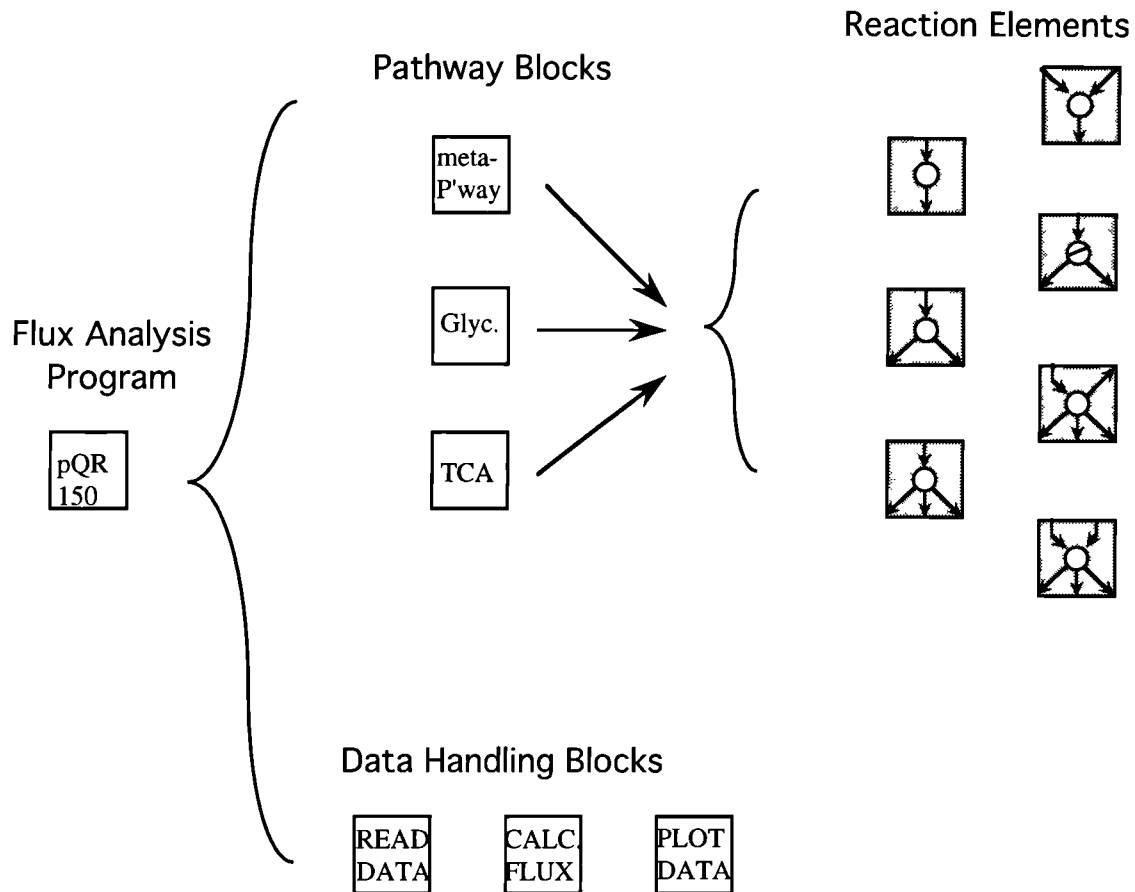 Reaction Elements
Pathway Blocks
meta-
P'way
Glyc.
TCA
Flux Analysis
Program
pQR
150
Data Handling Blocks
READ
DATA
CALC.
FLUX
PLOT
DATA